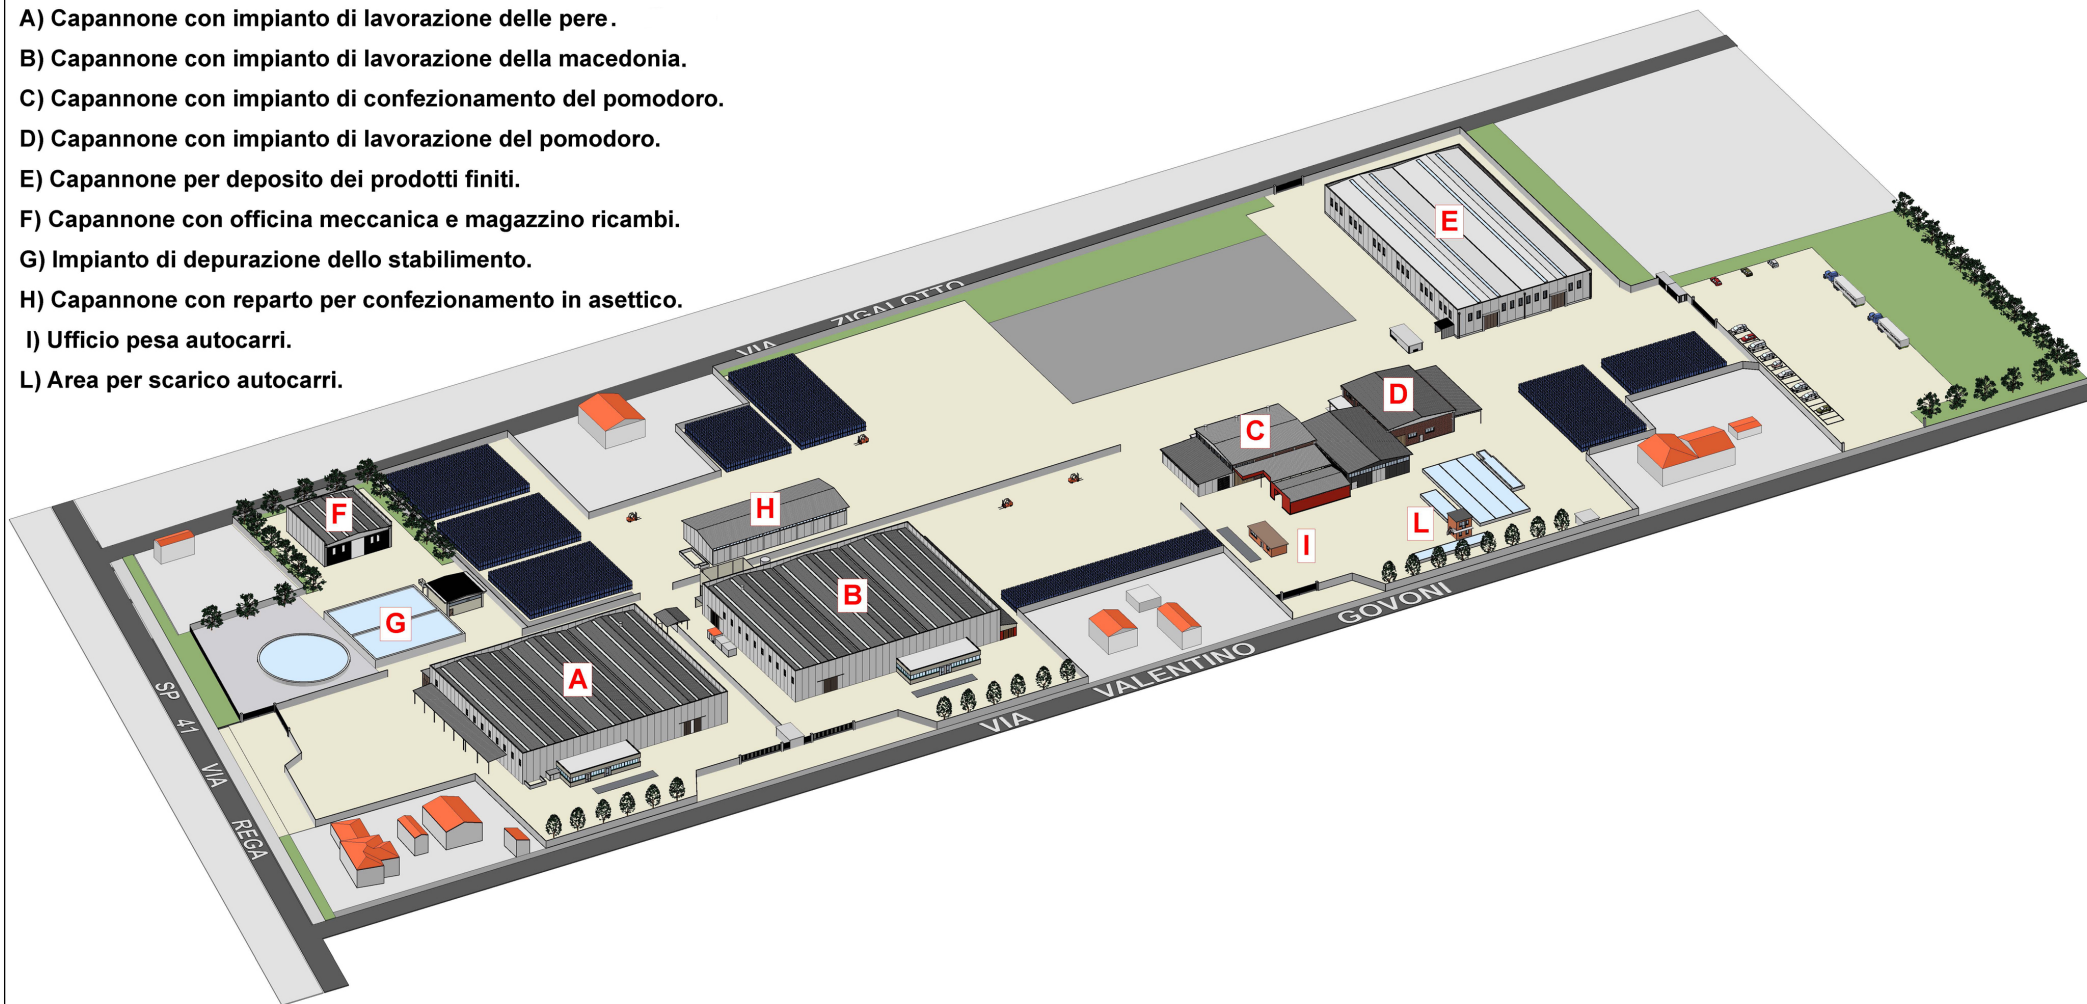 A) Capannone con impianto di lavorazione delle pere.
B) Capannone con impianto di lavorazione della macedonia.
C) Capannone con impianto di confezionamento del pomodoro.
D) Capannone con impianto di lavorazione del pomodoro.
E) Capannone per deposito dei prodotti finiti.
F) Capannone con officina meccanica e magazzino ricambi.
G) Impianto di depurazione dello stabilimento.
H) Capannone con reparto per confezionamento in asettico.
I) Ufficio pesa autocarri.
L) Area per scarico autocarri.
E
VIA ZIGALOTTO
D
C
H
F
L
I
B
G
A
VIA VALENTINO GOVONI
SP 41 VIA REGA